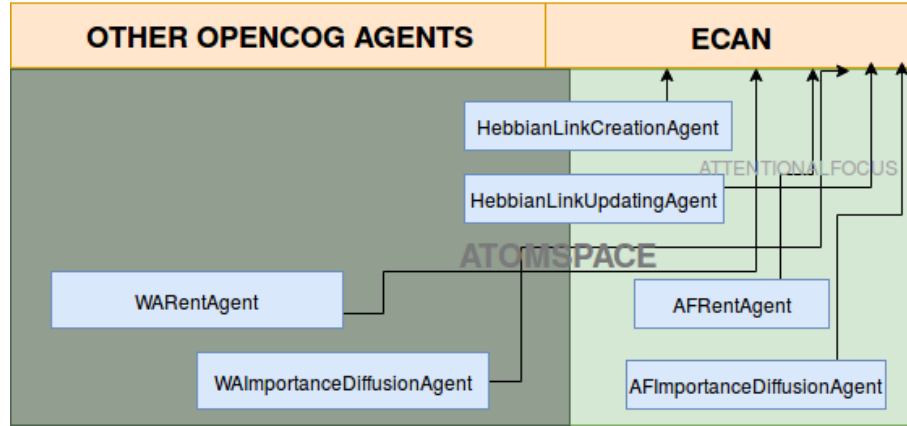 OTHER OPENCOG AGENTS
ECAN
HebbianLinkCreationAgent
ATTENTIONALFOCUS
HebbianLinkUpdatingAgent
ATOMSPACE
WARentAgent
AFRentAgent
WAImportanceDiffusionAgent
AFImportanceDiffusionAgent